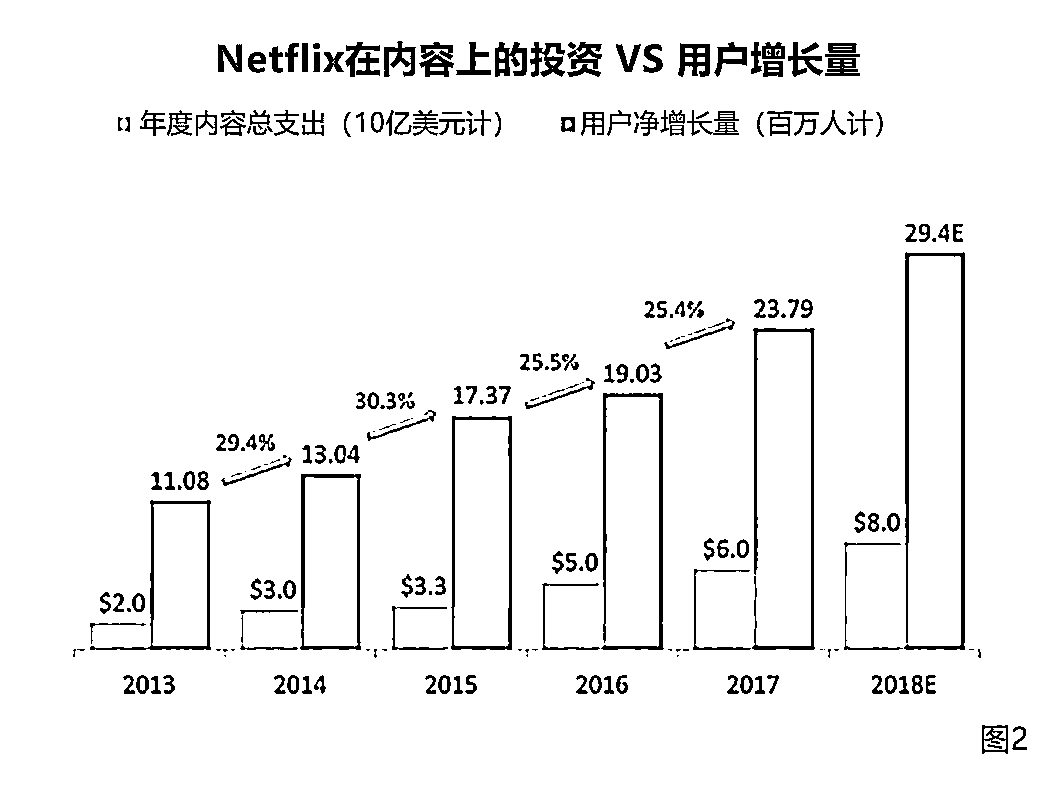 Netflix在内容上的投资 VS 用户增长量
年度内容总支出（10亿美元计） 用户净增长量（百万人计）
29.4E
25.4% 23.79
25.5% 19.03
30.3% 17.37
29.4% 13.04
11.08
$2.0 $3.0 $3.3 $5.0 $6.0 $8.0
2013 2014 2015 2016 2017 2018E
图2